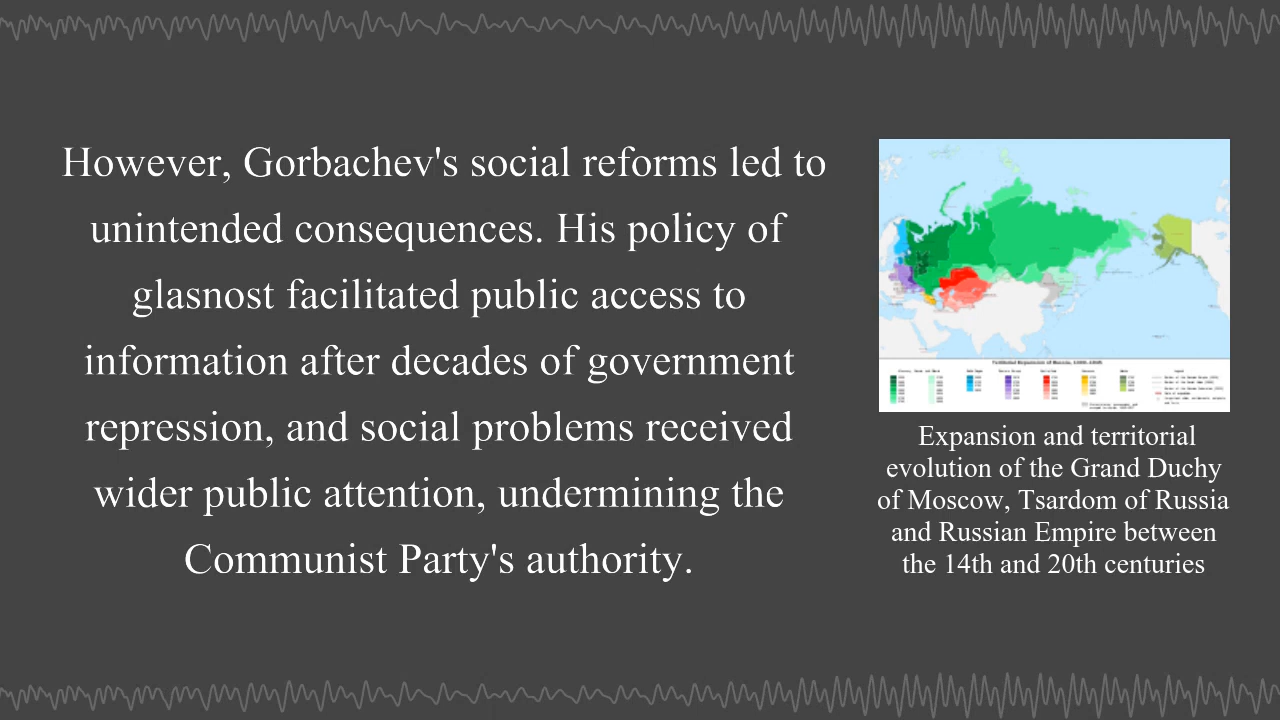 However, Gorbachev's social reforms led to
unintended consequences. His policy of
glasnost facilitated public access to
information after decades of government
repression, and social problems received
wider public attention, undermining the
Communist Party's authority.
Expansion and territorial
evolution of the Grand Duchy
of Moscow, Tsardom of Russia
and Russian Empire between
the 14th and 20th centuries